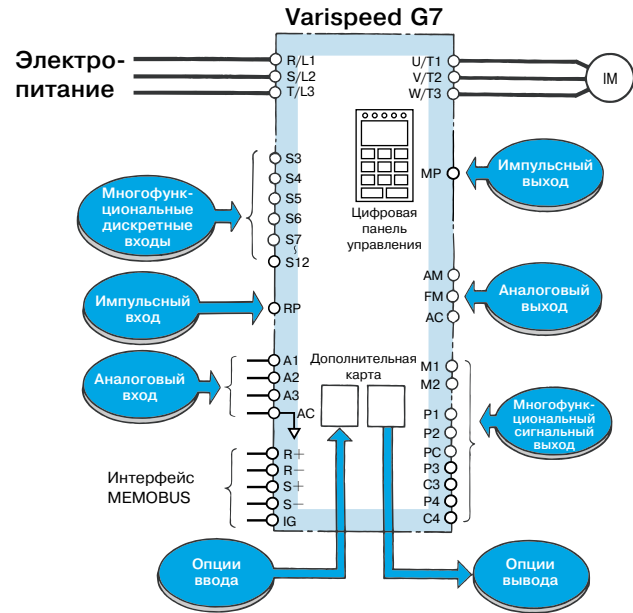 Varispeed G7
Электро-
питание
R/L1
S/L2
T/L3
U/T1
V/T2
W/T3
IM
S3
S4
S5
S6
S7
S12
Многофунк-
циональные
дискретные
входы
Цифровая
панель
управления
MP
Импульсный
выход
Импульсный
вход
RP
AM
FM
AC
Аналоговый
выход
Аналоговый
вход
A1
A2
A3
AC
Дополнительная
карта
M1
M2
P1
P2
PC
P3
C3
P4
C4
Многофунк-
циональный
сигнальный
выход
Интерфейс
MEMOBUS
R+
R−
S+
S−
IG
Опции
ввода
Опции
вывода